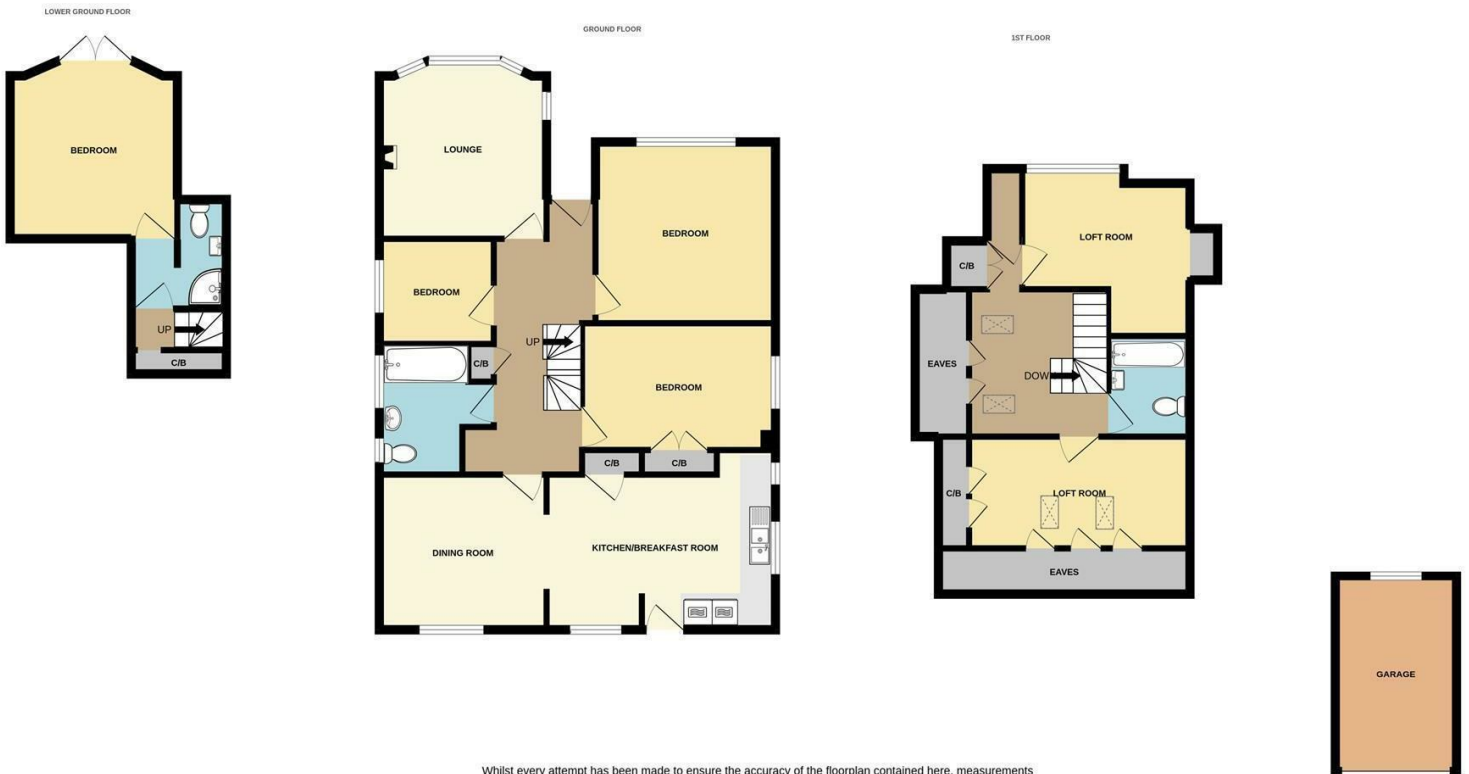 LOWER GROUND FLOOR
GROUND FLOOR
1ST FLOOR
BEDROOM
UP
C/B
LOUNGE
BEDROOM
BEDROOM
UP
C/B
BEDROOM
C/B
C/B
DINING ROOM
KITCHEN/BREAKFAST ROOM
LOFT ROOM
C/B
EAVES
DOW
C/B
LOFT ROOM
EAVES
GARAGE
Whilst every attempt has been made to ensure the accuracy of the floorplan contained here, measurements